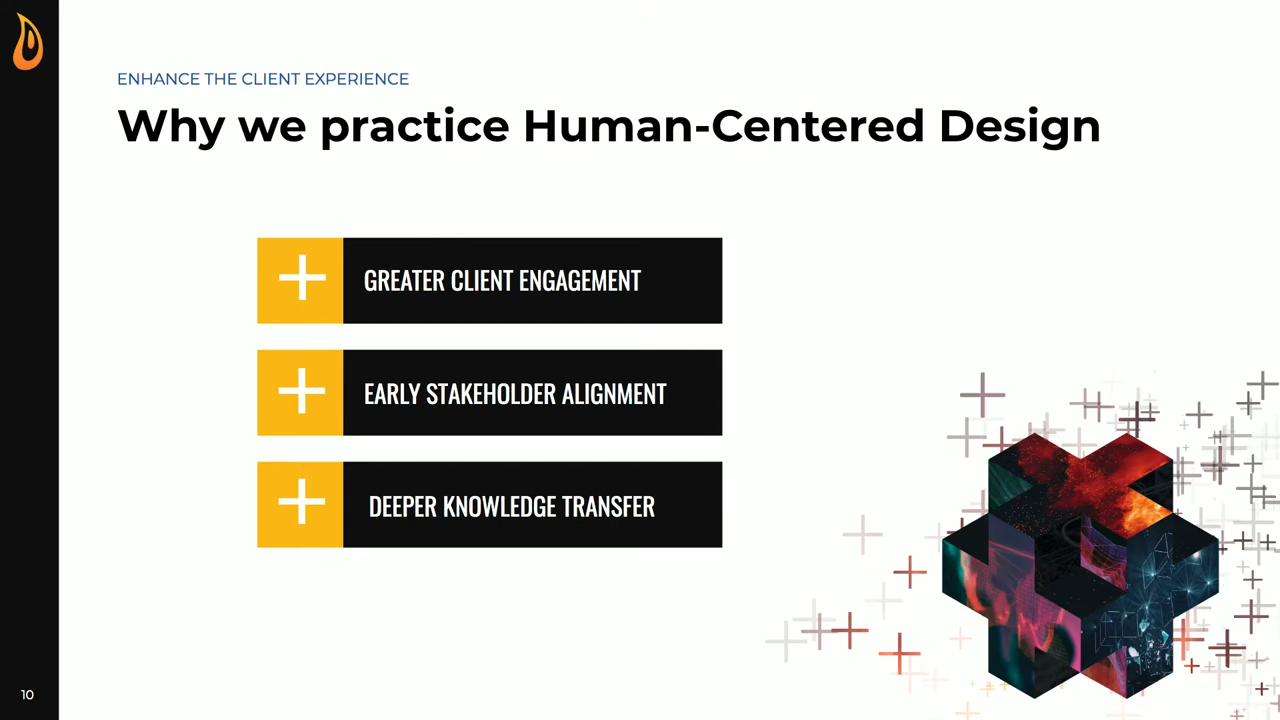 ENHANCE THE CLIENT EXPERIENCE
Why we practice Human-Centered Design
GREATER CLIENT ENGAGEMENT
EARLY STAKEHOLDER ALIGNMENT
DEEPER KNOWLEDGE TRANSFER
10